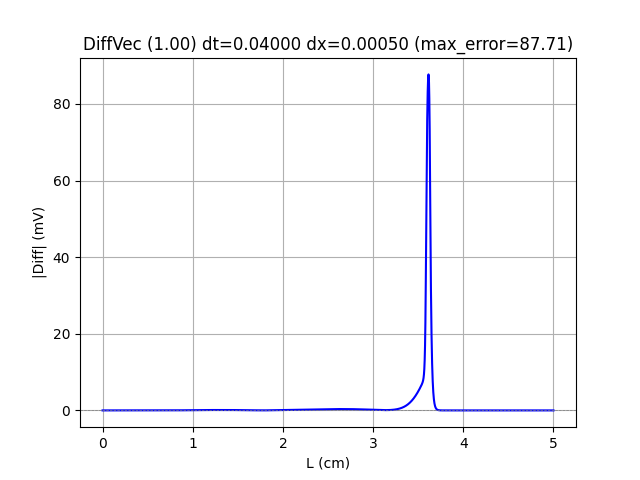 DiffVec (1.00) dt=0.04000 dx=0.00050 (max_error=87.71)
80
60
40
20
0
|Diff| (mV)
0 1 2 3 4 5
L (cm)